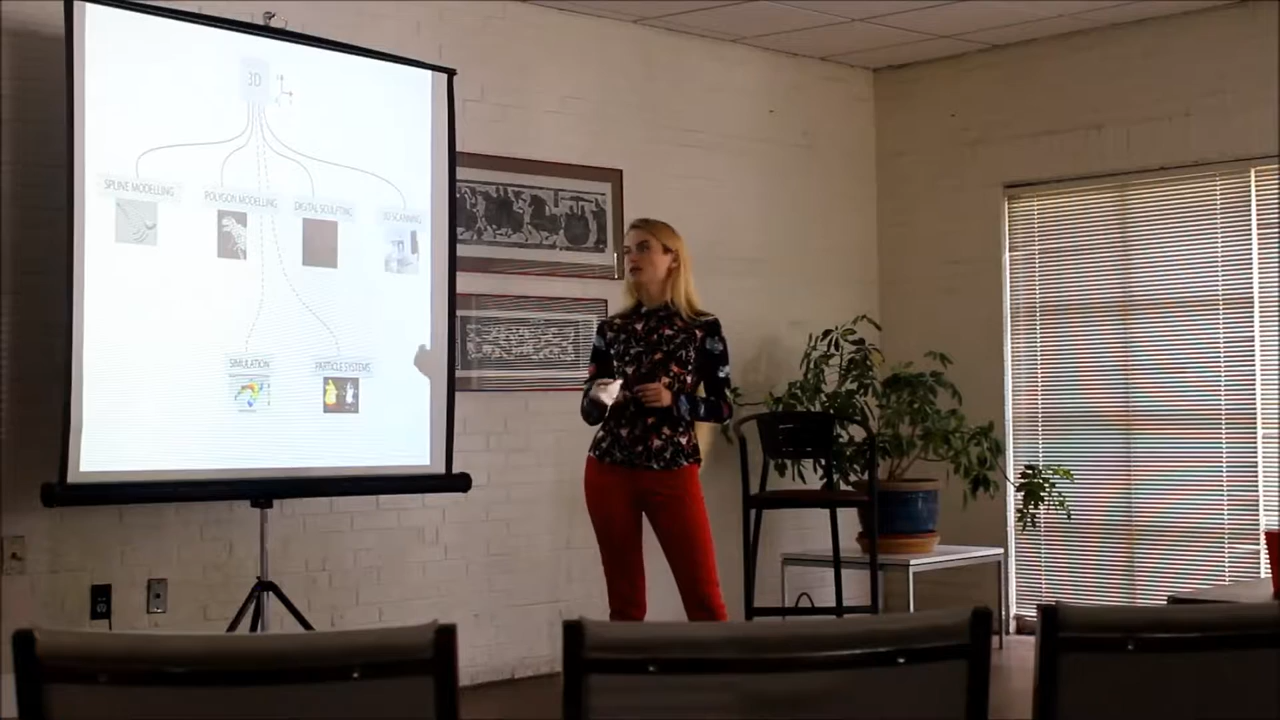 3D
SPLINE MODELLING
POLYGON MODELLING
DIGITAL SCULPTING
3D SCANNING
SIMULATION
PARTICLE SYSTEMS